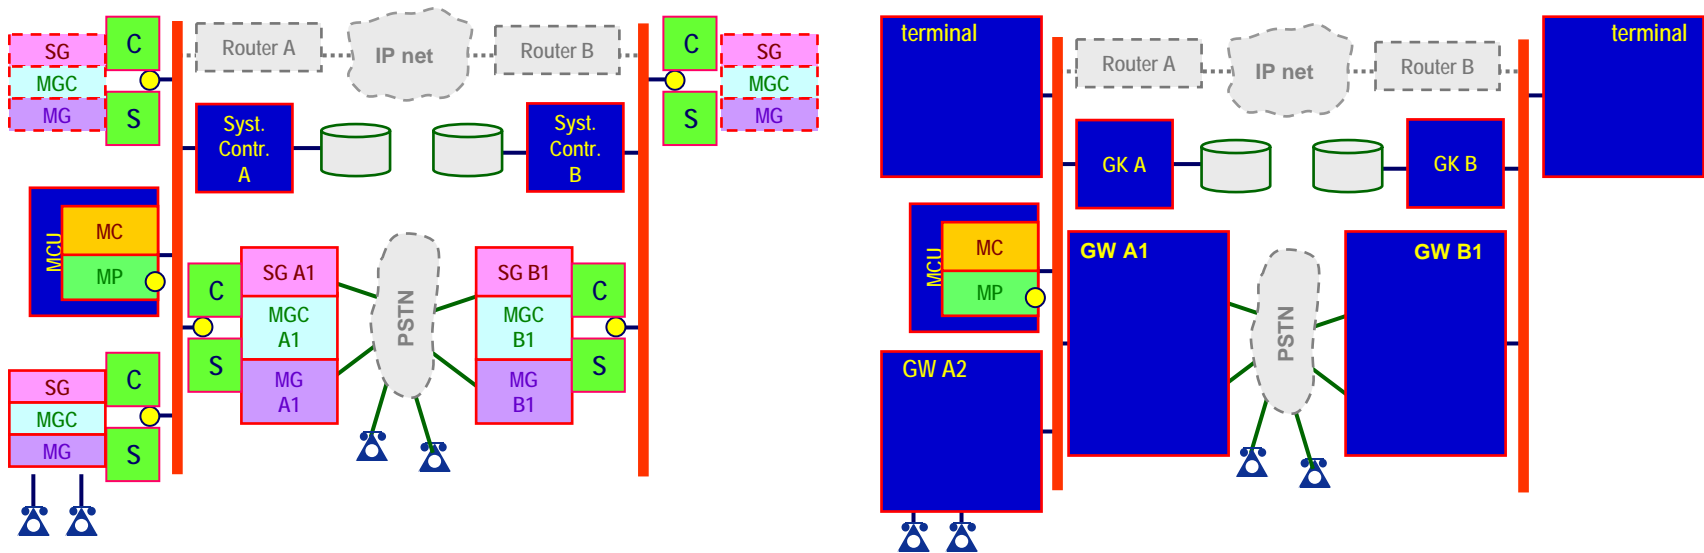 SG
MGC
MG
C
S
Router A
IP net
Router B
C
S
SG
MGC
MG
Syst.
Contr.
A
Syst.
Contr.
B
MCU
MC
MP
C
S
SG A1
MGC
A1
MG
A1
PSTN
SG B1
MGC
B1
MG
B1
C
S
SG
MGC
MG
C
S
terminal
Router A
IP net
Router B
terminal
GK A
GK B
MCU
MC
MP
GW A1
PSTN
GW B1
GW A2